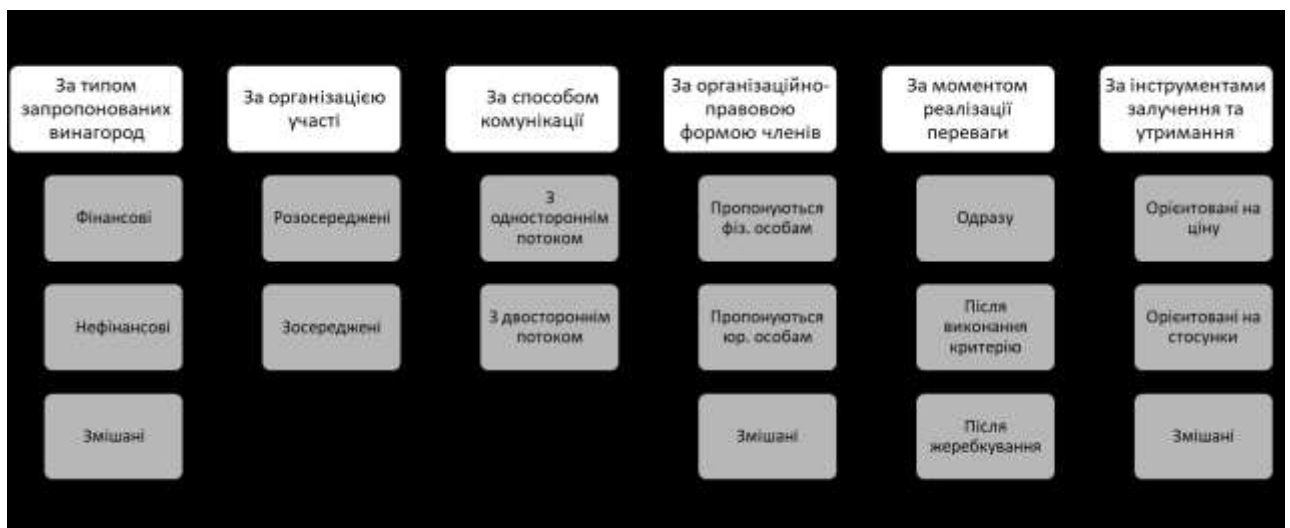 За типом
запропонованих
винагород
Фінансові
Нефінансові
Змішані
За організацією
участі
Розосереджені
Зосереджені
За способом
комунікації
З
одностороннім
потоком
З двостороннім
потоком
За організаційно-
правовою
формою членів
Пропонуються
фіз. особам
Пропонуються
юр. особам
Змішані
За моментом
реалізації
переваги
Одразу
Після
виконання
критерію
Після
жеребкування
За інструментами
залучення та
утримання
Орієнтовані на
ціну
Орієнтовані на
стосунки
Змішані